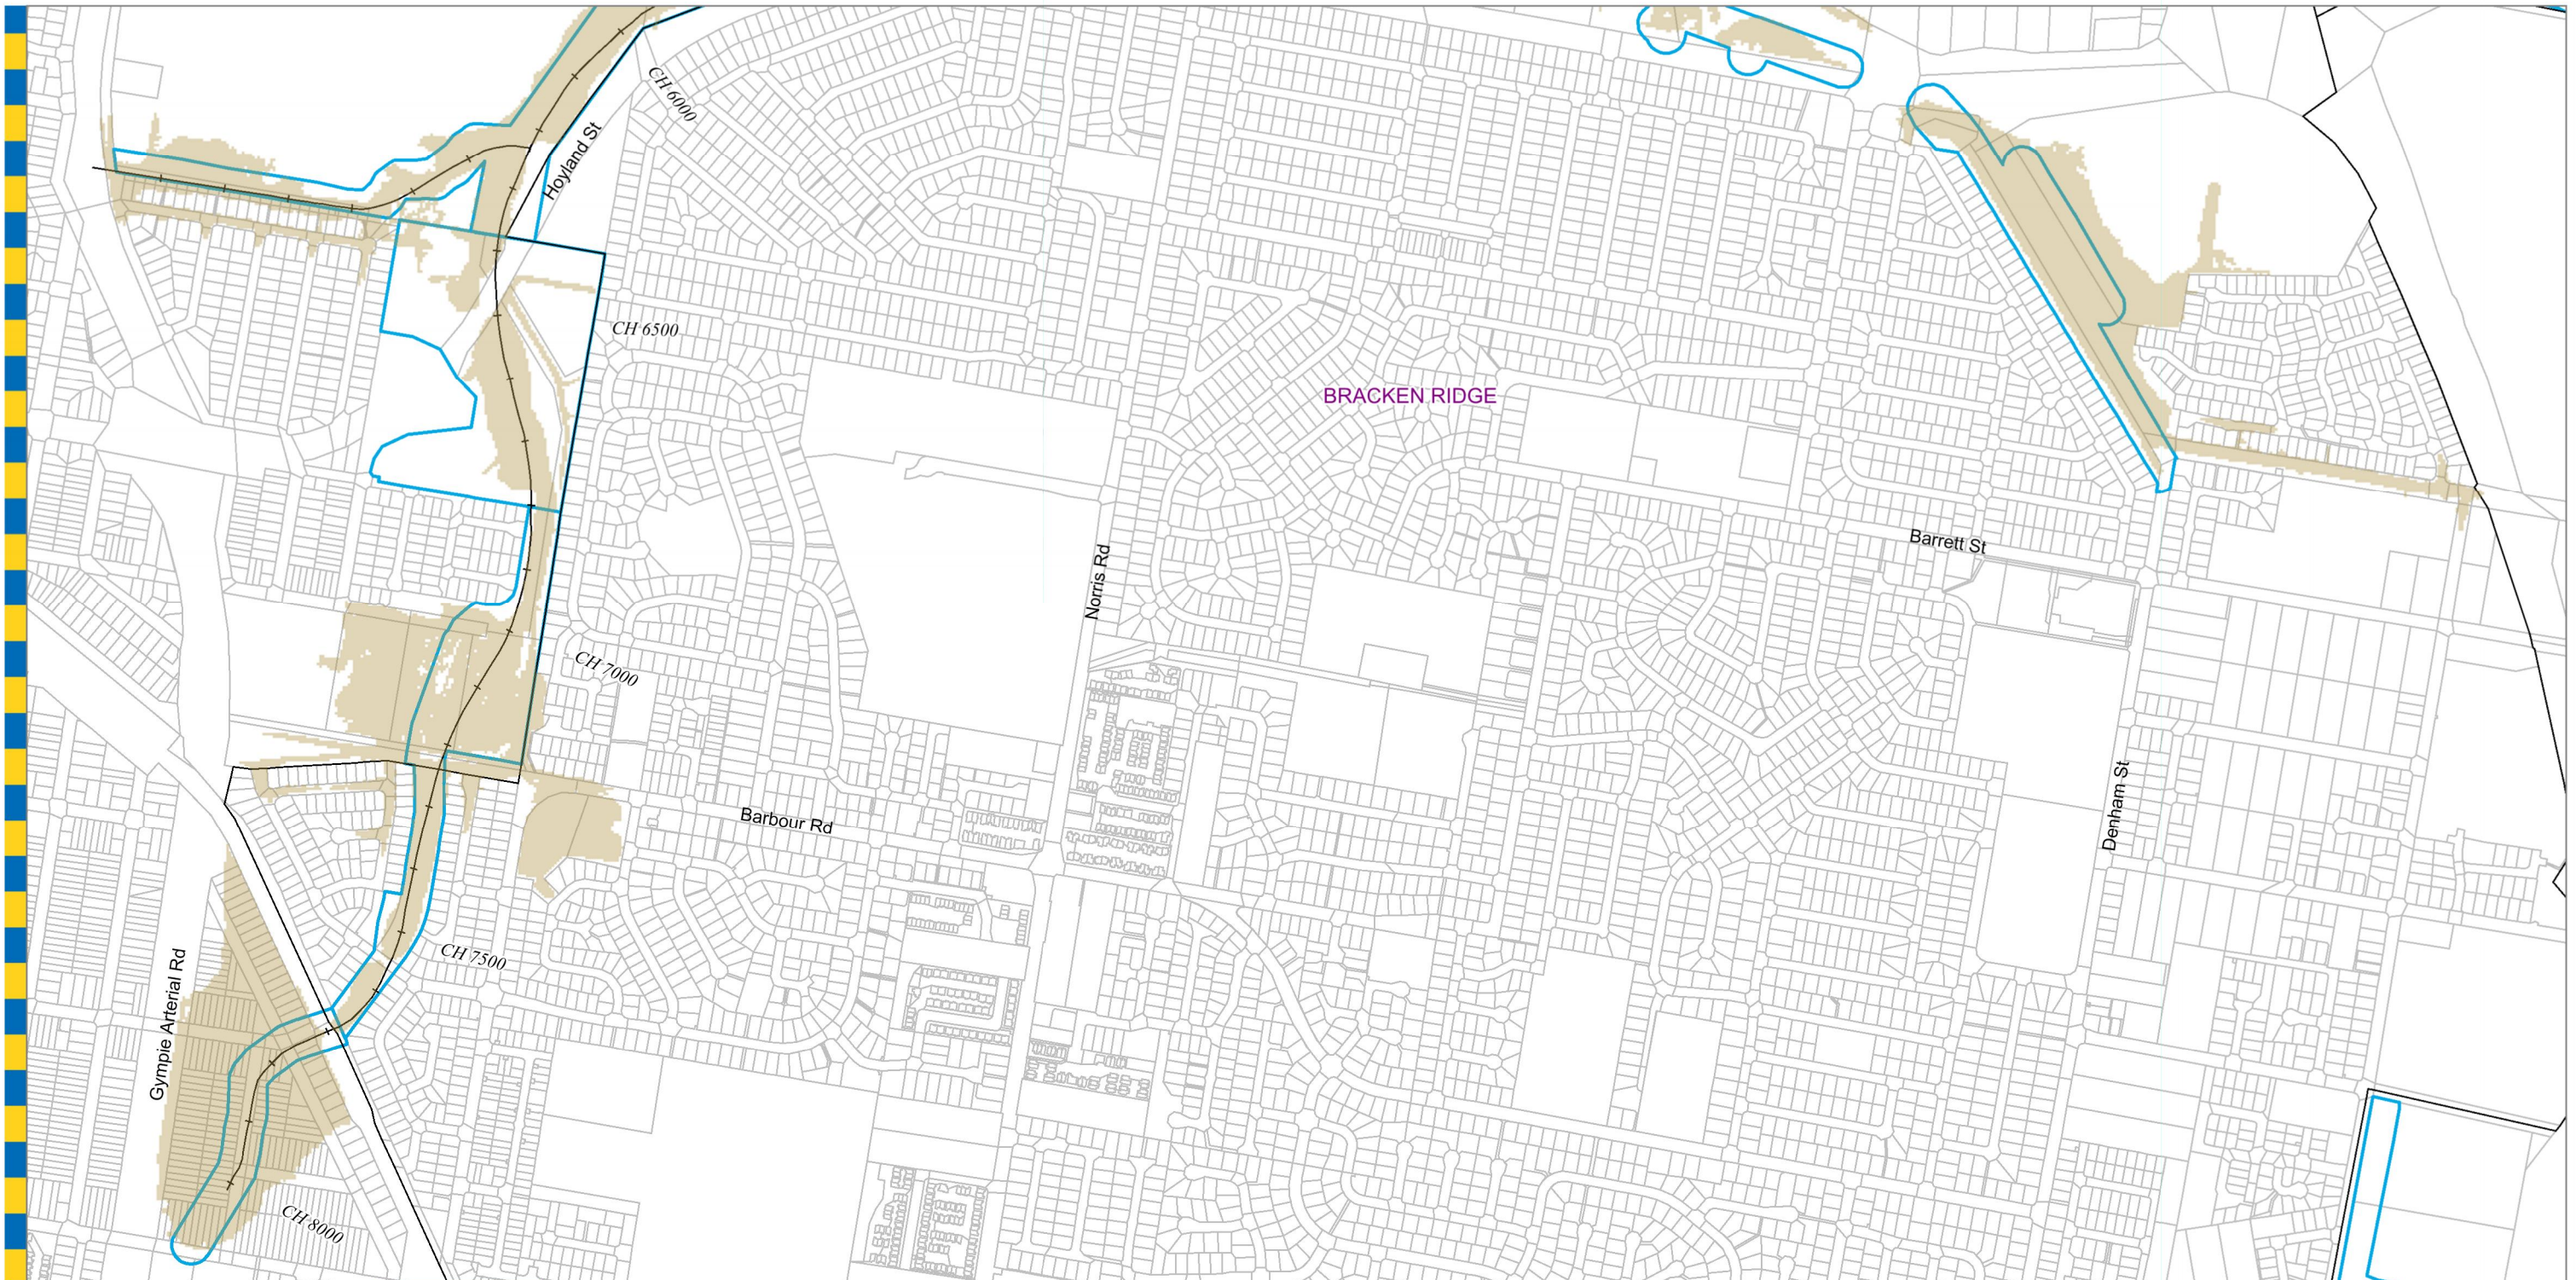 CH 6000
Hoyland St
CH 6500
BRACKEN RIDGE
Norris Rd
Barrett St
CH 7000
Barbour Rd
Denham St
CH 7500
Gympie Arterial Rd
CH 8000